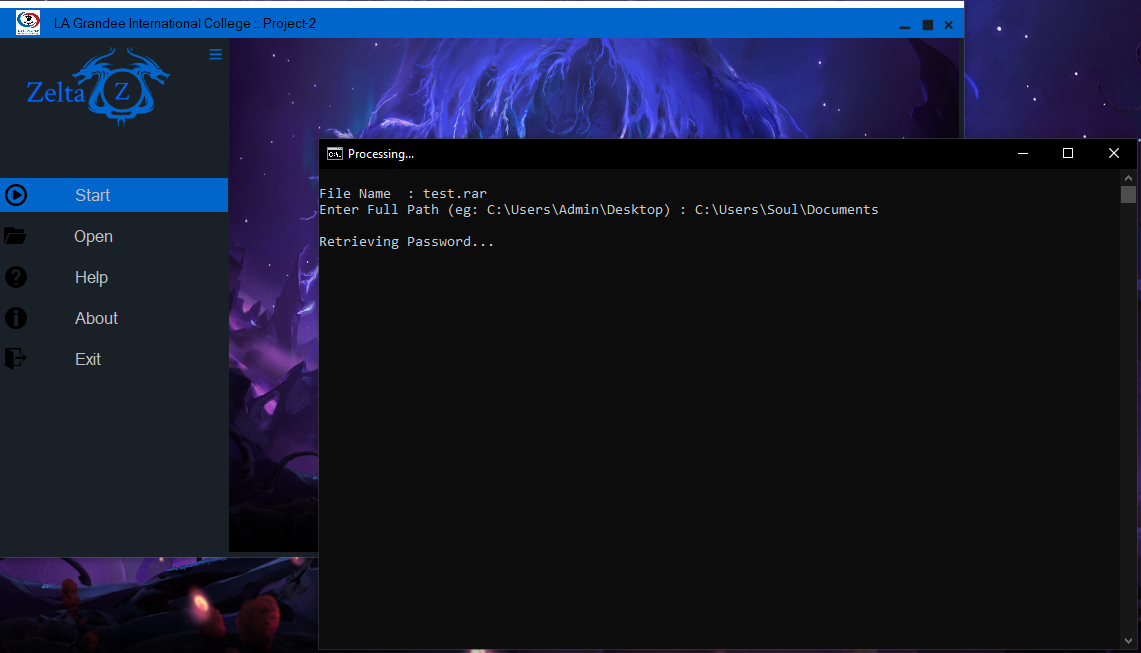 LA Grandee International College :: Project-2
Zelta Z
Start
Open
Help
About
Exit
Processing...
File Name : test.rar
Enter Full Path (eg: C:\Users\Admin\Desktop) : C:\Users\Soul\Documents
Retrieving Password...